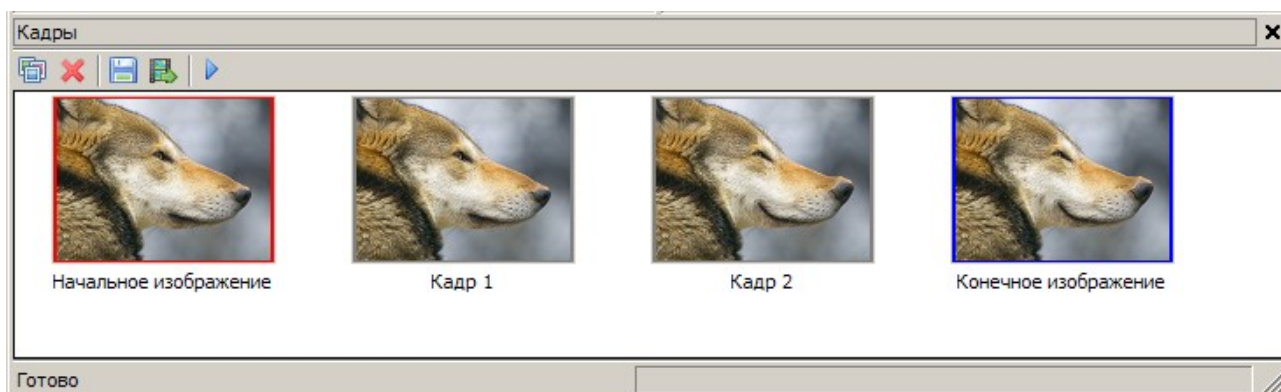 Кадры
Начальное изображение
Кадр 1
Кадр 2
Конечное изображение
Готово